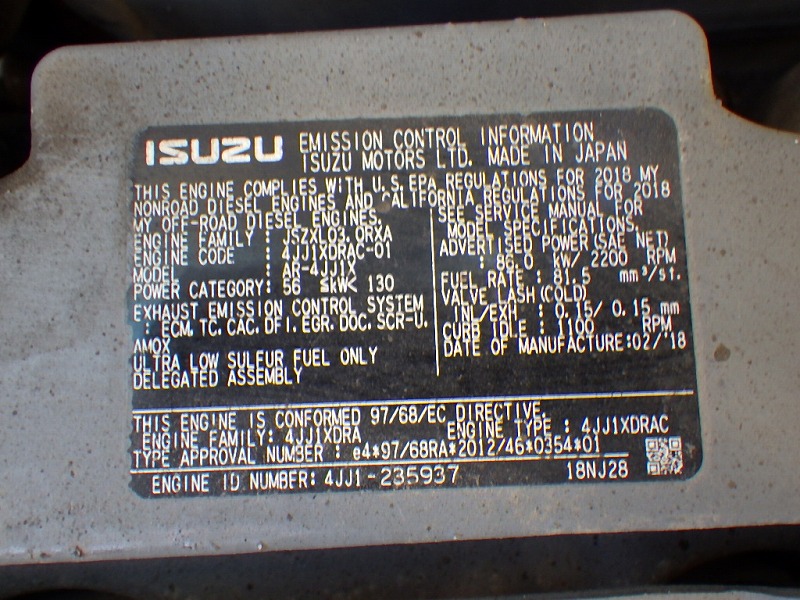 ISUZU EMISSION CONTROL INFORMATION
ISUZU MOTORS LTD. MADE IN JAPAN
THIS ENGINE COMPLIES WITH U.S.EPA REGULATIONS FOR 2018 MY
NONROAD DIESEL ENGINES AND CALIFORNIA REGULATIONS FOR 2018
MY OFF-ROAD DIESEL ENGINES.
ENGINE FAMILY : JSZXL03.0RXA
ENGINE CODE : 4JJ1XDRAC-01
MODEL : AR-4JJ1X
POWER CATEGORY: 56 ≦kW< 130
EXHAUST EMISSION CONTROL SYSTEM
: ECM.TC.CAC.DFI.EGR.DOC.SCR-U.
AMOX
ULTRA LOW SULFUR FUEL ONLY
DELEGATED ASSEMBLY
SEE SERVICE MANUAL FOR
MODEL SPECIFICATIONS.
ADVERTISED POWER(SAE NET)
: 85.0 kW/ 2200 RPM
FUEL RATE : 81.5 mm³/st.
VALVE LASH(COLD)
INL/EXH : 0.15/ 0.15 mm
CURB IDLE : 1100 RPM
DATE OF MANUFACTURE:02/'18
THIS ENGINE IS CONFORMED 97/68/EC DIRECTIVE.
ENGINE FAMILY: 4JJ1XDRA ENGINE TYPE : 4JJ1XDRAC
TYPE APPROVAL NUMBER : e4*97/68RA*2012/46*0354*01
ENGINE ID NUMBER: 4JJ1-235937 18NJ28